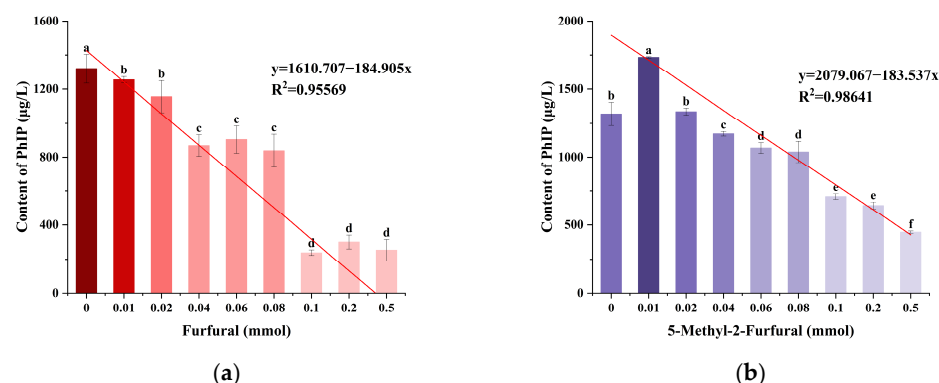 1600
1200
800
400
0
Content of PhIP (μg/L)
a
b
b
c
c
c
d
d
d
y=1610.707−184.905x
R²=0.95569
0 0.01 0.02 0.04 0.06 0.08 0.1 0.2 0.5
Furfural (mmol)
(a)
2000
1500
1000
500
0
Content of PhIP (μg/L)
b
a
b
c
d
d
e
e
f
y=2079.067−183.537x
R²=0.98641
0 0.01 0.02 0.04 0.06 0.08 0.1 0.2 0.5
5-Methyl-2-Furfural (mmol)
(b)